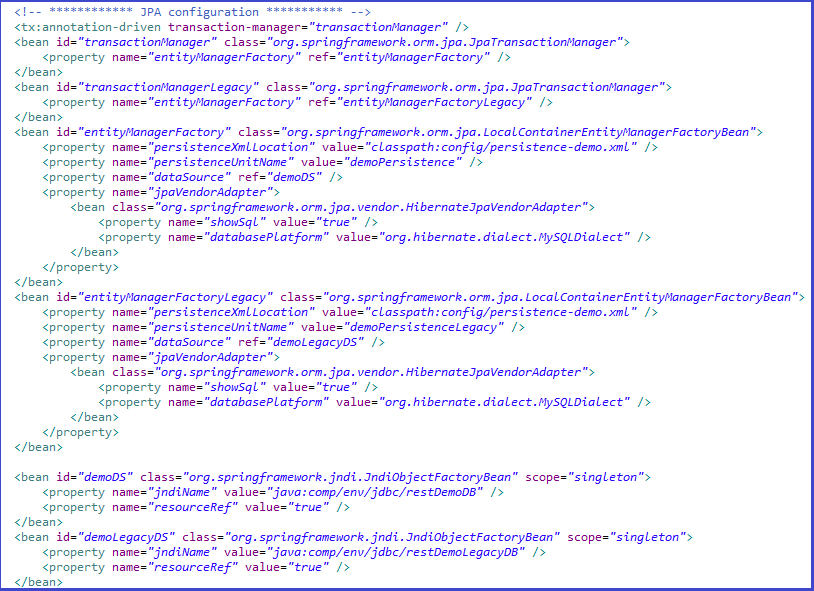 <!-- ************ JPA configuration *********** -->
<tx:annotation-driven transaction-manager="transactionManager" />
<bean id="transactionManager" class="org.springframework.orm.jpa.JpaTransactionManager">
    <property name="entityManagerFactory" ref="entityManagerFactory" />
</bean>
<bean id="transactionManagerLegacy" class="org.springframework.orm.jpa.JpaTransactionManager">
    <property name="entityManagerFactory" ref="entityManagerFactoryLegacy" />
</bean>
<bean id="entityManagerFactory" class="org.springframework.orm.jpa.LocalContainerEntityManagerFactoryBean">
    <property name="persistenceXmlLocation" value="classpath:config/persistence-demo.xml" />
    <property name="persistenceUnitName" value="demoPersistence" />
    <property name="dataSource" ref="demoDS" />
    <property name="jpaVendorAdapter">
        <bean class="org.springframework.orm.jpa.vendor.HibernateJpaVendorAdapter">
            <property name="showSql" value="true" />
            <property name="databasePlatform" value="org.hibernate.dialect.MySQLDialect" />
        </bean>
    </property>
</bean>
<bean id="entityManagerFactoryLegacy" class="org.springframework.orm.jpa.LocalContainerEntityManagerFactoryBean">
    <property name="persistenceXmlLocation" value="classpath:config/persistence-demo.xml" />
    <property name="persistenceUnitName" value="demoPersistenceLegacy" />
    <property name="dataSource" ref="demoLegacyDS" />
    <property name="jpaVendorAdapter">
        <bean class="org.springframework.orm.jpa.vendor.HibernateJpaVendorAdapter">
            <property name="showSql" value="true" />
            <property name="databasePlatform" value="org.hibernate.dialect.MySQLDialect" />
        </bean>
    </property>
</bean>
<bean id="demoDS" class="org.springframework.jndi.JndiObjectFactoryBean" scope="singleton">
    <property name="jndiName" value="java:comp/env/jdbc/restDemoDB" />
    <property name="resourceRef" value="true" />
</bean>
<bean id="demoLegacyDS" class="org.springframework.jndi.JndiObjectFactoryBean" scope="singleton">
    <property name="jndiName" value="java:comp/env/jdbc/restDemoLegacyDB" />
    <property name="resourceRef" value="true" />
</bean>